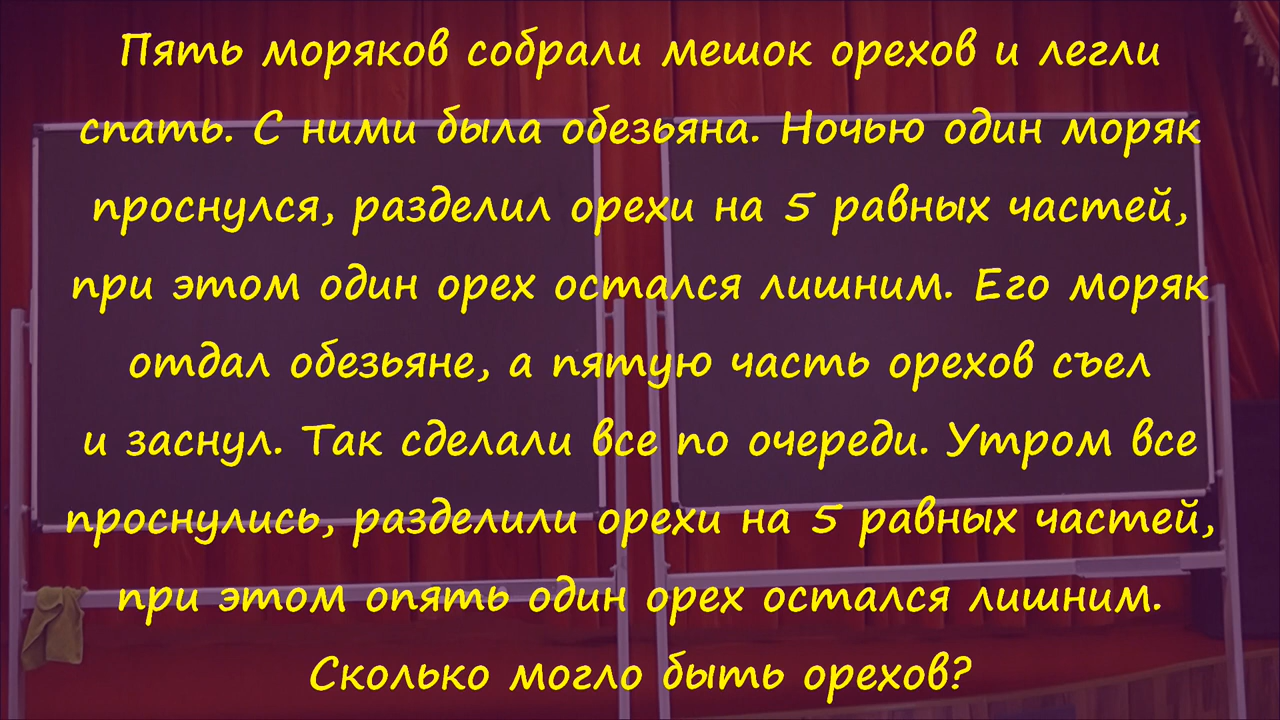 Пять моряков собрали мешок орехов и легли
спать. С ними была обезьяна. Ночью один моряк
проснулся, разделил орехи на 5 равных частей,
при этом один орех остался лишним. Его моряк
отдал обезьяне, а пятую часть орехов съел
и заснул. Так сделали все по очереди. Утром все
проснулись, разделили орехи на 5 равных частей,
при этом опять один орех остался лишним.
Сколько могло быть орехов?